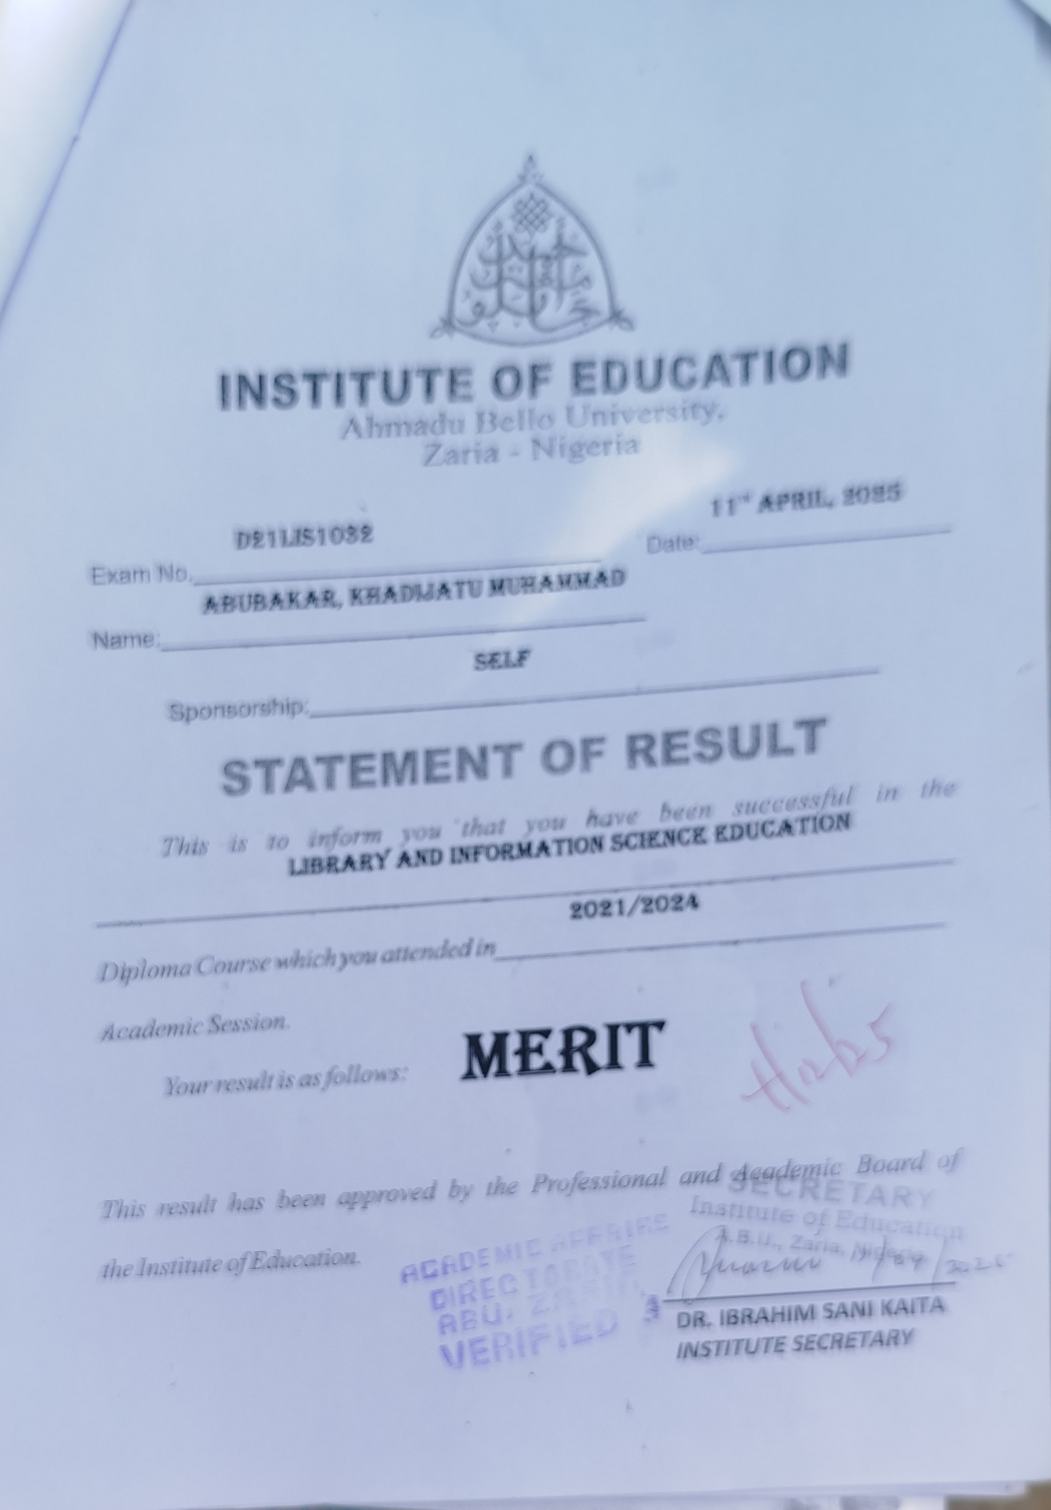 INSTITUTE OF EDUCATION
Ahmadu Bello University,
Zaria - Nigeria
11TH APRIL, 2025
D21LIS1032
Date:
Exam No.
ABUBAKAR, KHADIJATU MUHAMMAD
Name:
SELF
Sponsorship:
STATEMENT OF RESULT
This is to inform you that you have been successful in the
LIBRARY AND INFORMATION SCIENCE EDUCATION
2021/2024
Diploma Course which you attended in
Academic Session.
Your result is as follows: MERIT
This result has been approved by the Professional and Academic Board of
the Institute of Education.
SECRETARY
Institute of Education
A.B.U., Zaria, Nigeria
ACADEMIC AFFAIRS
DIRECTORATE
ABU, ZARIA
VERIFIED
DR. IBRAHIM SANI KAITA
INSTITUTE SECRETARY